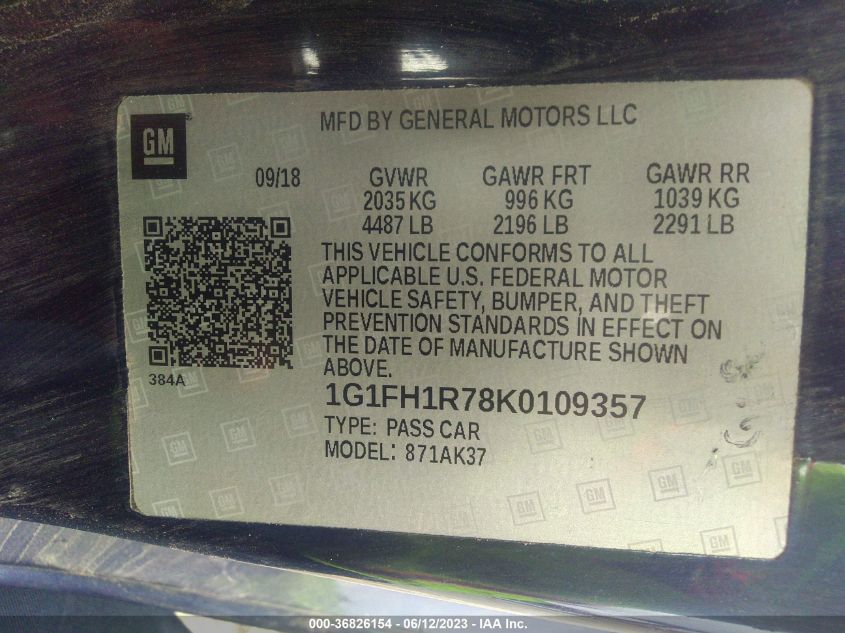 GM
MFD BY GENERAL MOTORS LLC
09/18 GVWR GAWR FRT GAWR RR
2035 KG 996 KG 1039 KG
4487 LB 2196 LB 2291 LB
THIS VEHICLE CONFORMS TO ALL
APPLICABLE U.S. FEDERAL MOTOR
VEHICLE SAFETY, BUMPER, AND THEFT
PREVENTION STANDARDS IN EFFECT ON
THE DATE OF MANUFACTURE SHOWN
ABOVE.
384A
1G1FH1R78K0109357
TYPE: PASS CAR
MODEL: 871AK37
000-36826154 - 06/12/2023 - IAA Inc.